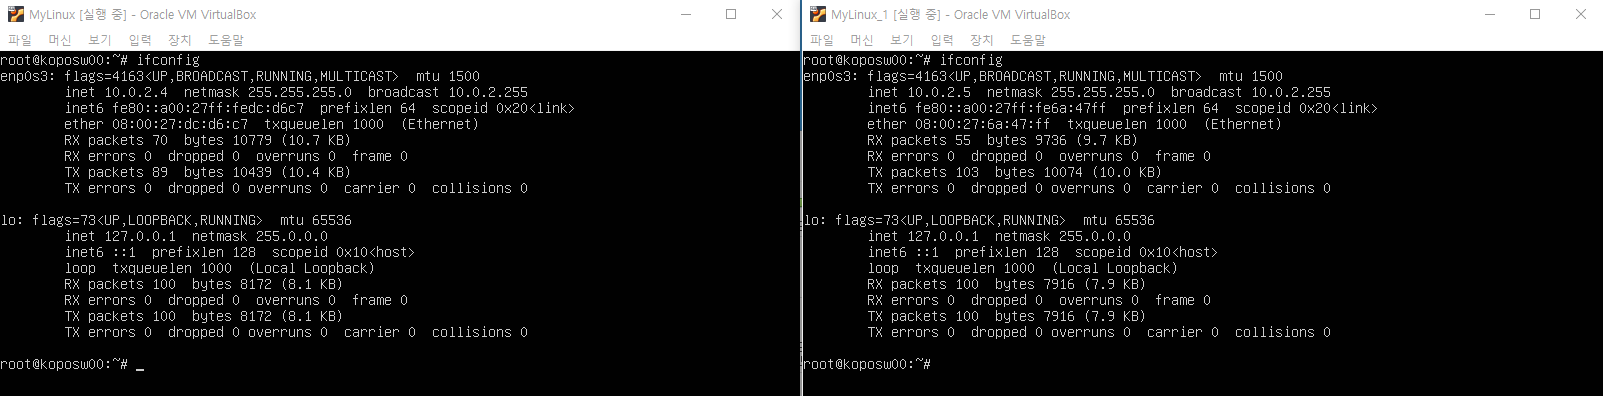 MyLinux [실행 중] - Oracle VM VirtualBox
파일 머신 보기 입력 장치 도움말
root@koposw00:~# ifconfig
enp0s3: flags=4163<UP,BROADCAST,RUNNING,MULTICAST>  mtu 1500
        inet 10.0.2.4  netmask 255.255.255.0  broadcast 10.0.2.255
        inet6 fe80::a00:27ff:fedc:d6c7  prefixlen 64  scopeid 0x20<link>
        ether 08:00:27:dc:d6:c7  txqueuelen 1000  (Ethernet)
        RX packets 70  bytes 10779 (10.7 KB)
        RX errors 0  dropped 0  overruns 0  frame 0
        TX packets 89  bytes 10439 (10.4 KB)
        TX errors 0  dropped 0 overruns 0  carrier 0  collisions 0
lo: flags=73<UP,LOOPBACK,RUNNING>  mtu 65536
        inet 127.0.0.1  netmask 255.0.0.0
        inet6 ::1  prefixlen 128  scopeid 0x10<host>
        loop  txqueuelen 1000  (Local Loopback)
        RX packets 100  bytes 8172 (8.1 KB)
        RX errors 0  dropped 0  overruns 0  frame 0
        TX packets 100  bytes 8172 (8.1 KB)
        TX errors 0  dropped 0 overruns 0  carrier 0  collisions 0
root@koposw00:~# _
MyLinux_1 [실행 중] - Oracle VM VirtualBox
파일 머신 보기 입력 장치 도움말
root@koposw00:~# ifconfig
enp0s3: flags=4163<UP,BROADCAST,RUNNING,MULTICAST>  mtu 1500
        inet 10.0.2.5  netmask 255.255.255.0  broadcast 10.0.2.255
        inet6 fe80::a00:27ff:fe6a:47ff  prefixlen 64  scopeid 0x20<link>
        ether 08:00:27:6a:47:ff  txqueuelen 1000  (Ethernet)
        RX packets 55  bytes 9736 (9.7 KB)
        RX errors 0  dropped 0  overruns 0  frame 0
        TX packets 103  bytes 10074 (10.0 KB)
        TX errors 0  dropped 0 overruns 0  carrier 0  collisions 0
lo: flags=73<UP,LOOPBACK,RUNNING>  mtu 65536
        inet 127.0.0.1  netmask 255.0.0.0
        inet6 ::1  prefixlen 128  scopeid 0x10<host>
        loop  txqueuelen 1000  (Local Loopback)
        RX packets 100  bytes 7916 (7.9 KB)
        RX errors 0  dropped 0  overruns 0  frame 0
        TX packets 100  bytes 7916 (7.9 KB)
        TX errors 0  dropped 0 overruns 0  carrier 0  collisions 0
root@koposw00:~#